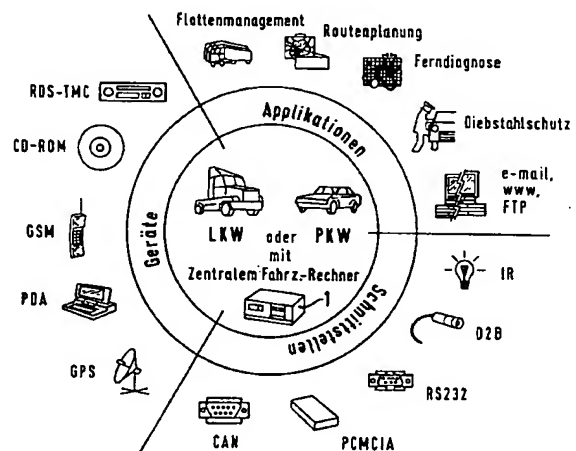 Flottenmanagement
Routenplanung
Ferndiagnose
Diebstahlschutz
e-mail,
www,
FTP
RDS-TMC
CD-ROM
GSM
PDA
GPS
Applikationen
Geräte
Schnittstellen
LKW oder PKW
mit
Zentralem Fahrz.-Rechner
1
IR
D2B
RS232
PCMCIA
CAN